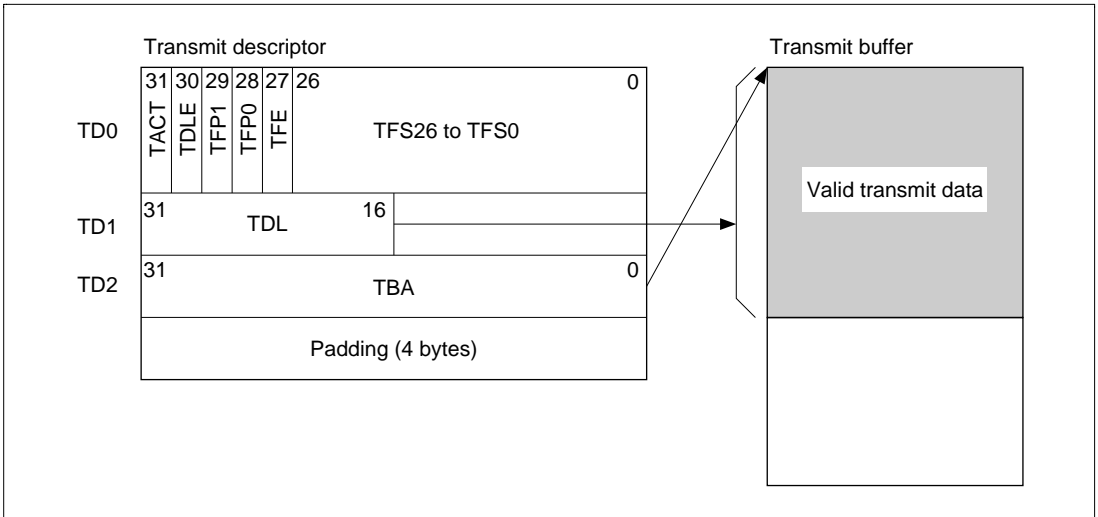 Transmit descriptor
Transmit buffer
31 30 29 28 27 26 0
TD0
TACT
TDLE
TFP1
TFP0
TFE
TFS26 to TFS0
Valid transmit data
TD1
31 16
TDL
TD2
31 0
TBA
Padding (4 bytes)